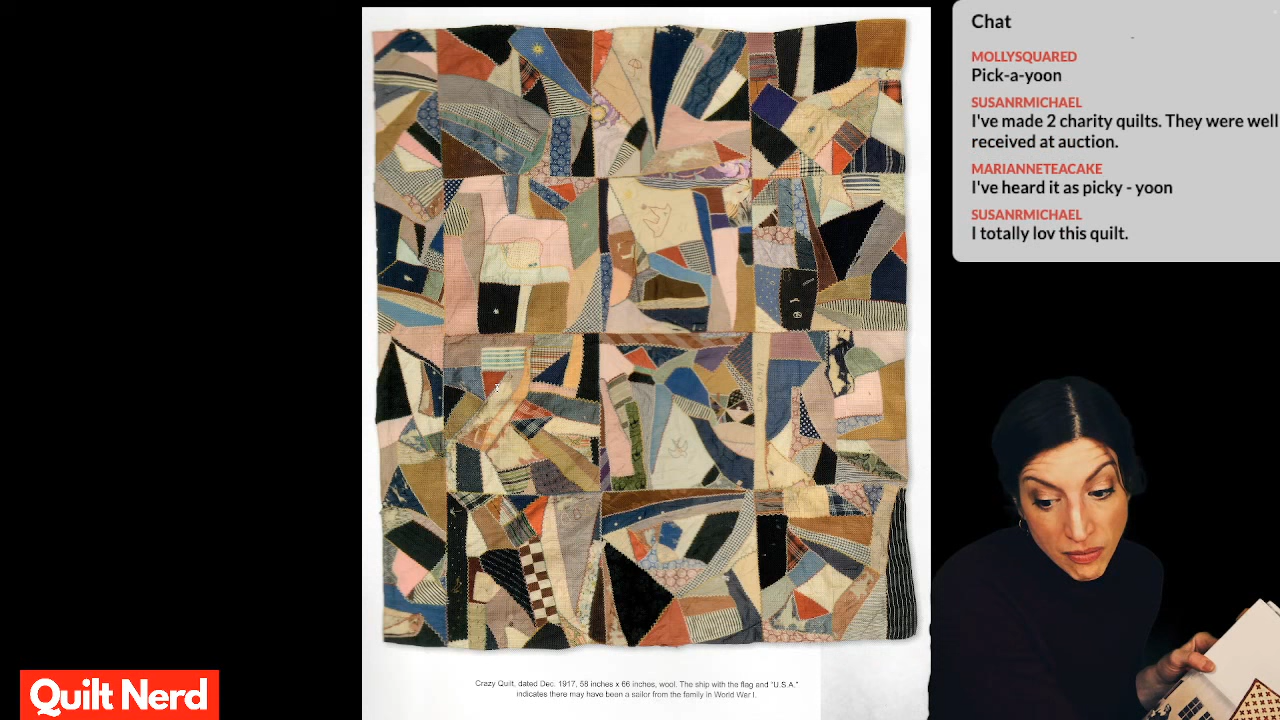 Chat
MOLLYSQUARED
Pick-a-yoon
SUSANRMICHAEL
I've made 2 charity quilts. They were well
received at auction.
MARIANNETEACAKE
I've heard it as picky - yoon
SUSANRMICHAEL
I totally lov this quilt.
Crazy Quilt, dated Dec. 1917, 58 inches x 66 inches, wool. The ship with the flag and "U.S.A."
indicates there may have been a sailor from the family in World War I.
Quilt Nerd